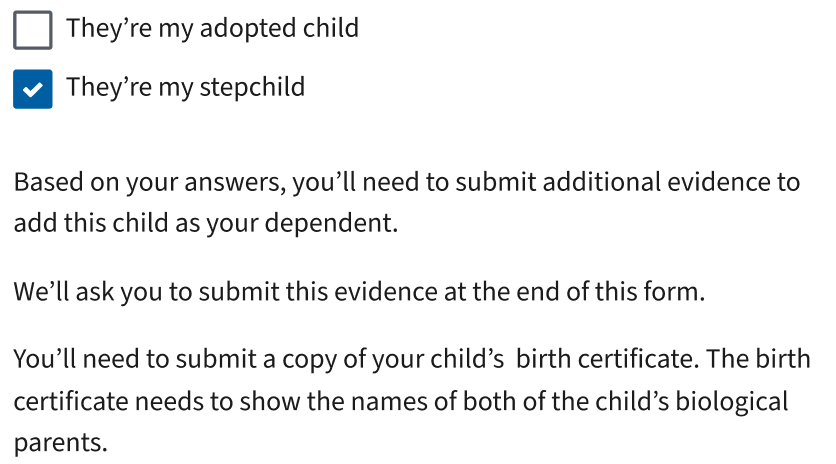 They’re my adopted child
They’re my stepchild
Based on your answers, you’ll need to submit additional evidence to
add this child as your dependent.
We’ll ask you to submit this evidence at the end of this form.
You’ll need to submit a copy of your child’s  birth certificate. The birth
certificate needs to show the names of both of the child’s biological
parents.